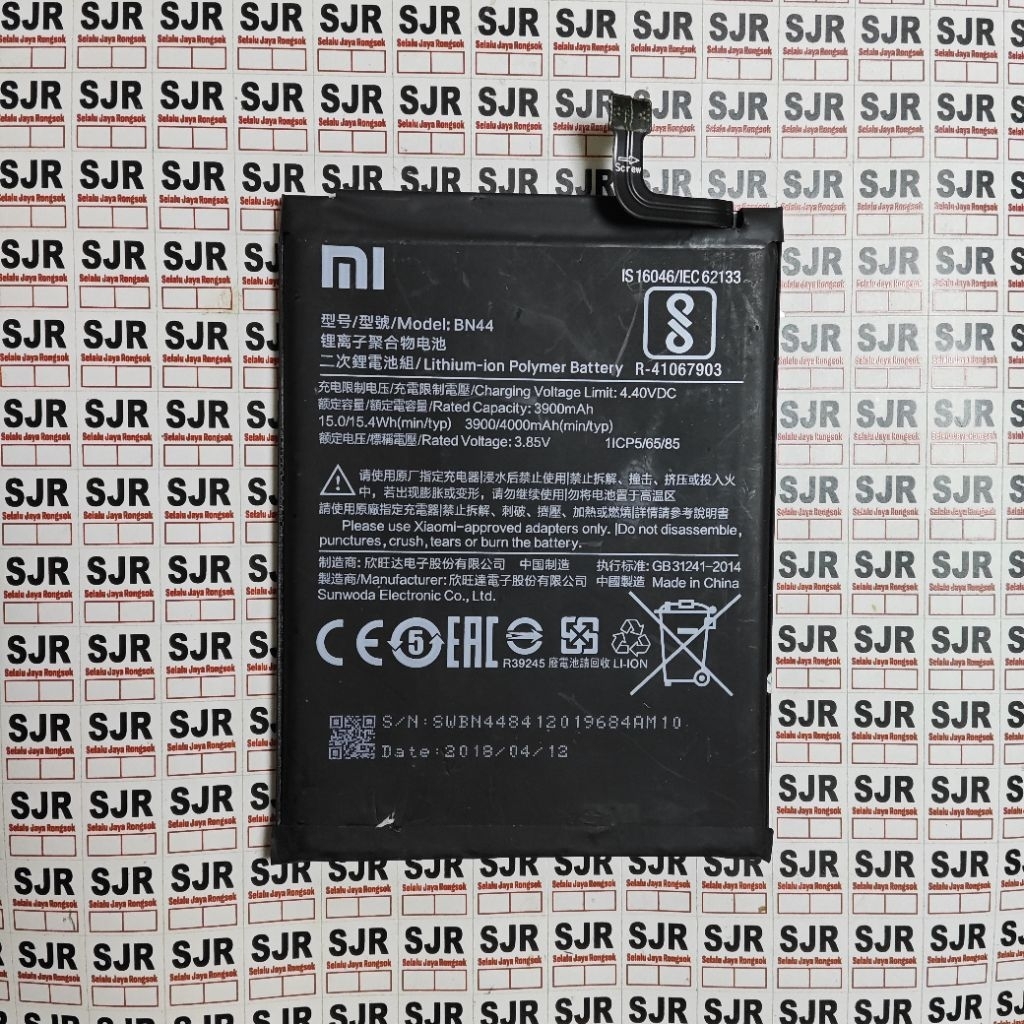 SJR
Selalu Jaya Rongsok
Screw
MI
IS 16046/IEC 62133
型号/型號/Model: BN44
锂离子聚合物电池
二次鋰電池組/Lithium-ion Polymer Battery R-41067903
充电限制电压/充電限制電壓/Charging Voltage Limit: 4.40VDC
额定容量/額定電容量/Rated Capacity: 3900mAh
15.0/15.4Wh(min/typ) 3900/4000mAh(min/typ)
额定电压/標稱電壓/Rated Voltage: 3.85V 1ICP5/65/85
请使用原厂指定充电器|浸水后禁止使用|禁止拆解、撞击、挤压或投入火
中，若出现膨胀或变形，请勿继续使用|勿将电池置于高温区
請使用原廠指定充電器|禁止拆解、刺破、擠壓、加熱或燃燒|詳情請參考說明書
Please use Xiaomi-approved adapters only. |Do not disassemble,
punctures, crush, tears or burn the battery.
制造商: 欣旺达电子股份有限公司 中国制造 执行标准: GB31241-2014
製造商/Manufacturer: 欣旺達電子股份有限公司 中國製造 Made in China
Sunwoda Electronic Co., Ltd.
CE 5 EAC
R39245 廢電池請回收 LI-ION
S/N:SWBN448412019684AM10
Date:2018/04/12